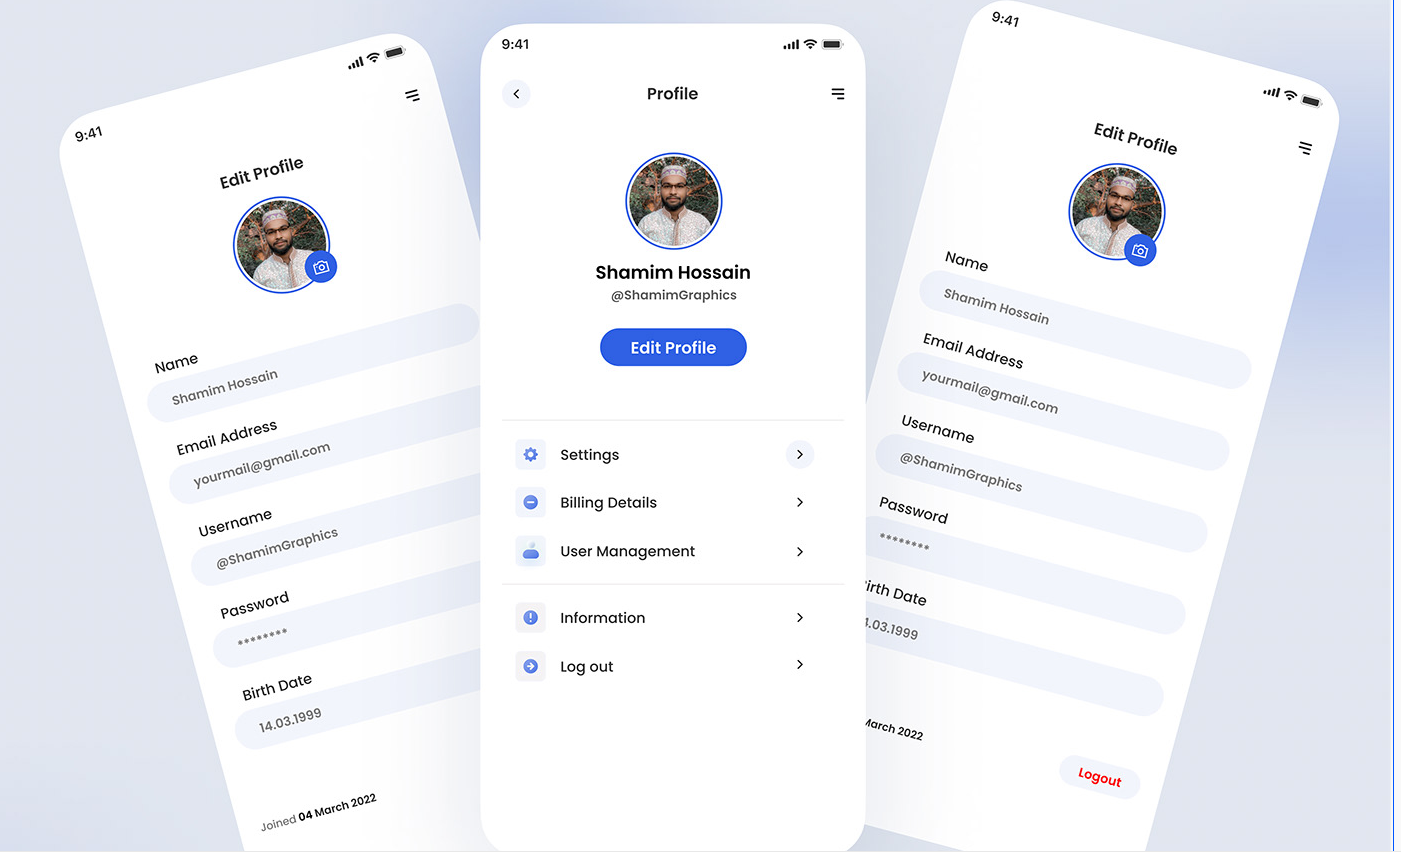 9:41
Edit Profile
Name
Shamim Hossain
Email Address
yourmail@gmail.com
Username
@ShamimGraphics
Password
********
Birth Date
14.03.1999
Joined 04 March 2022
9:41
Profile
Shamim Hossain
@ShamimGraphics
Edit Profile
Settings
Billing Details
User Management
Information
Log out
9:41
Edit Profile
Name
Shamim Hossain
Email Address
yourmail@gmail.com
Username
@ShamimGraphics
Password
********
irth Date
.03.1999
March 2022
Logout